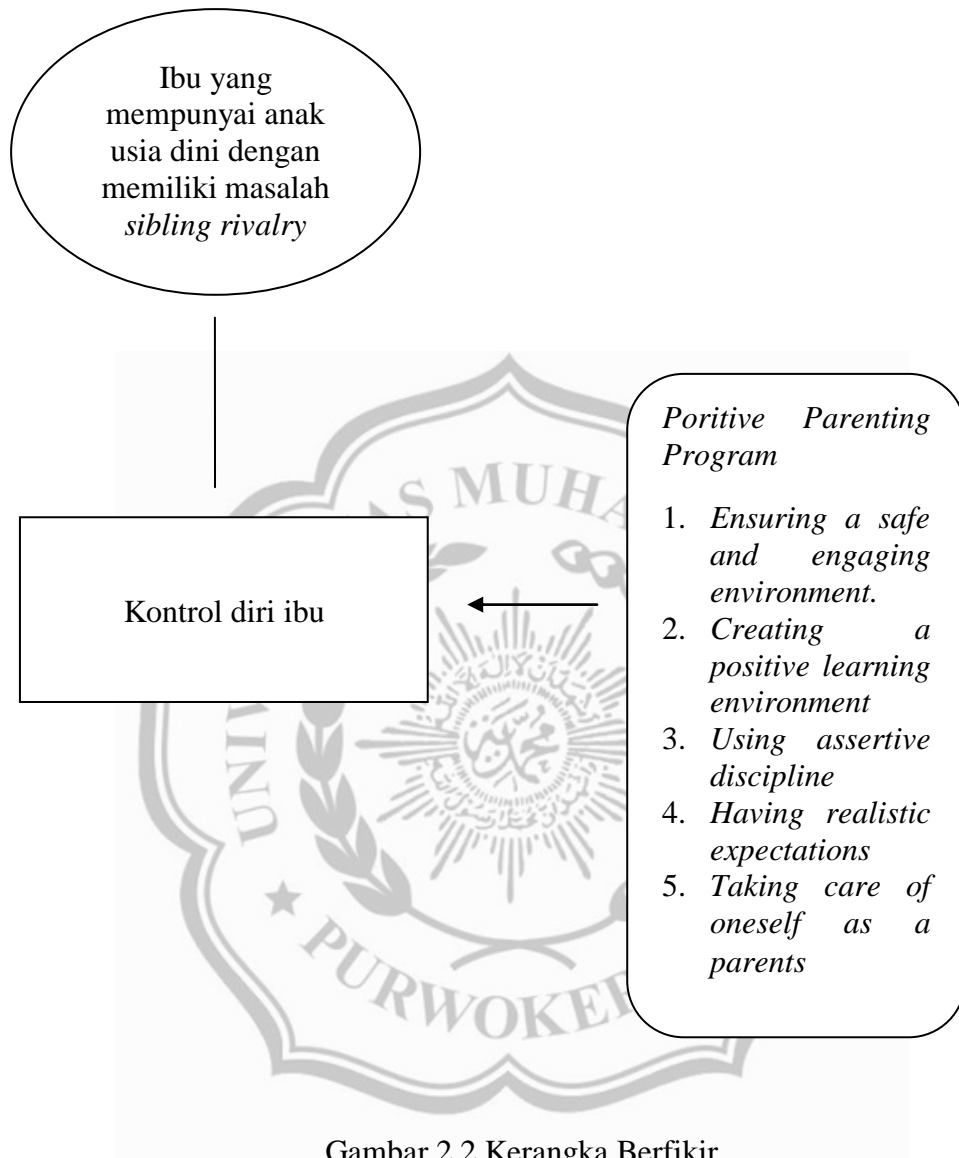 Ibu yang
mempunyai anak
usia dini dengan
memiliki masalah
sibling rivalry
Poritive Parenting
Program
1. Ensuring a safe
and engaging
environment.
2. Creating a
positive learning
environment
3. Using assertive
discipline
4. Having realistic
expectations
5. Taking care of
oneself as a
parents
Kontrol diri ibu
MUHA
PURWOKE
Gambar 2.2 Kerangka Berfikir